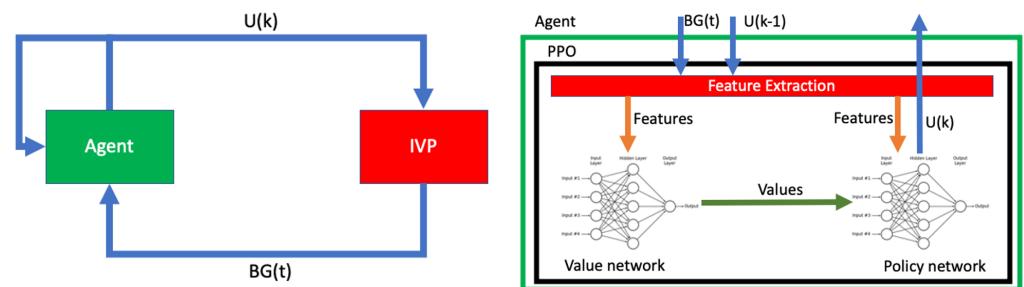 U(k)
Agent
IVP
BG(t)
Agent
BG(t)
U(k-1)
PPO
Feature Extraction
Features
Features
U(k)
Input
Layer
Hidden Layer
Output
Layer
Input #1
Input #2
Input #3
Input #4
Output
Values
Input
Layer
Hidden Layer
Output
Layer
Input #1
Input #2
Input #3
Input #4
Output
Value network
Policy network